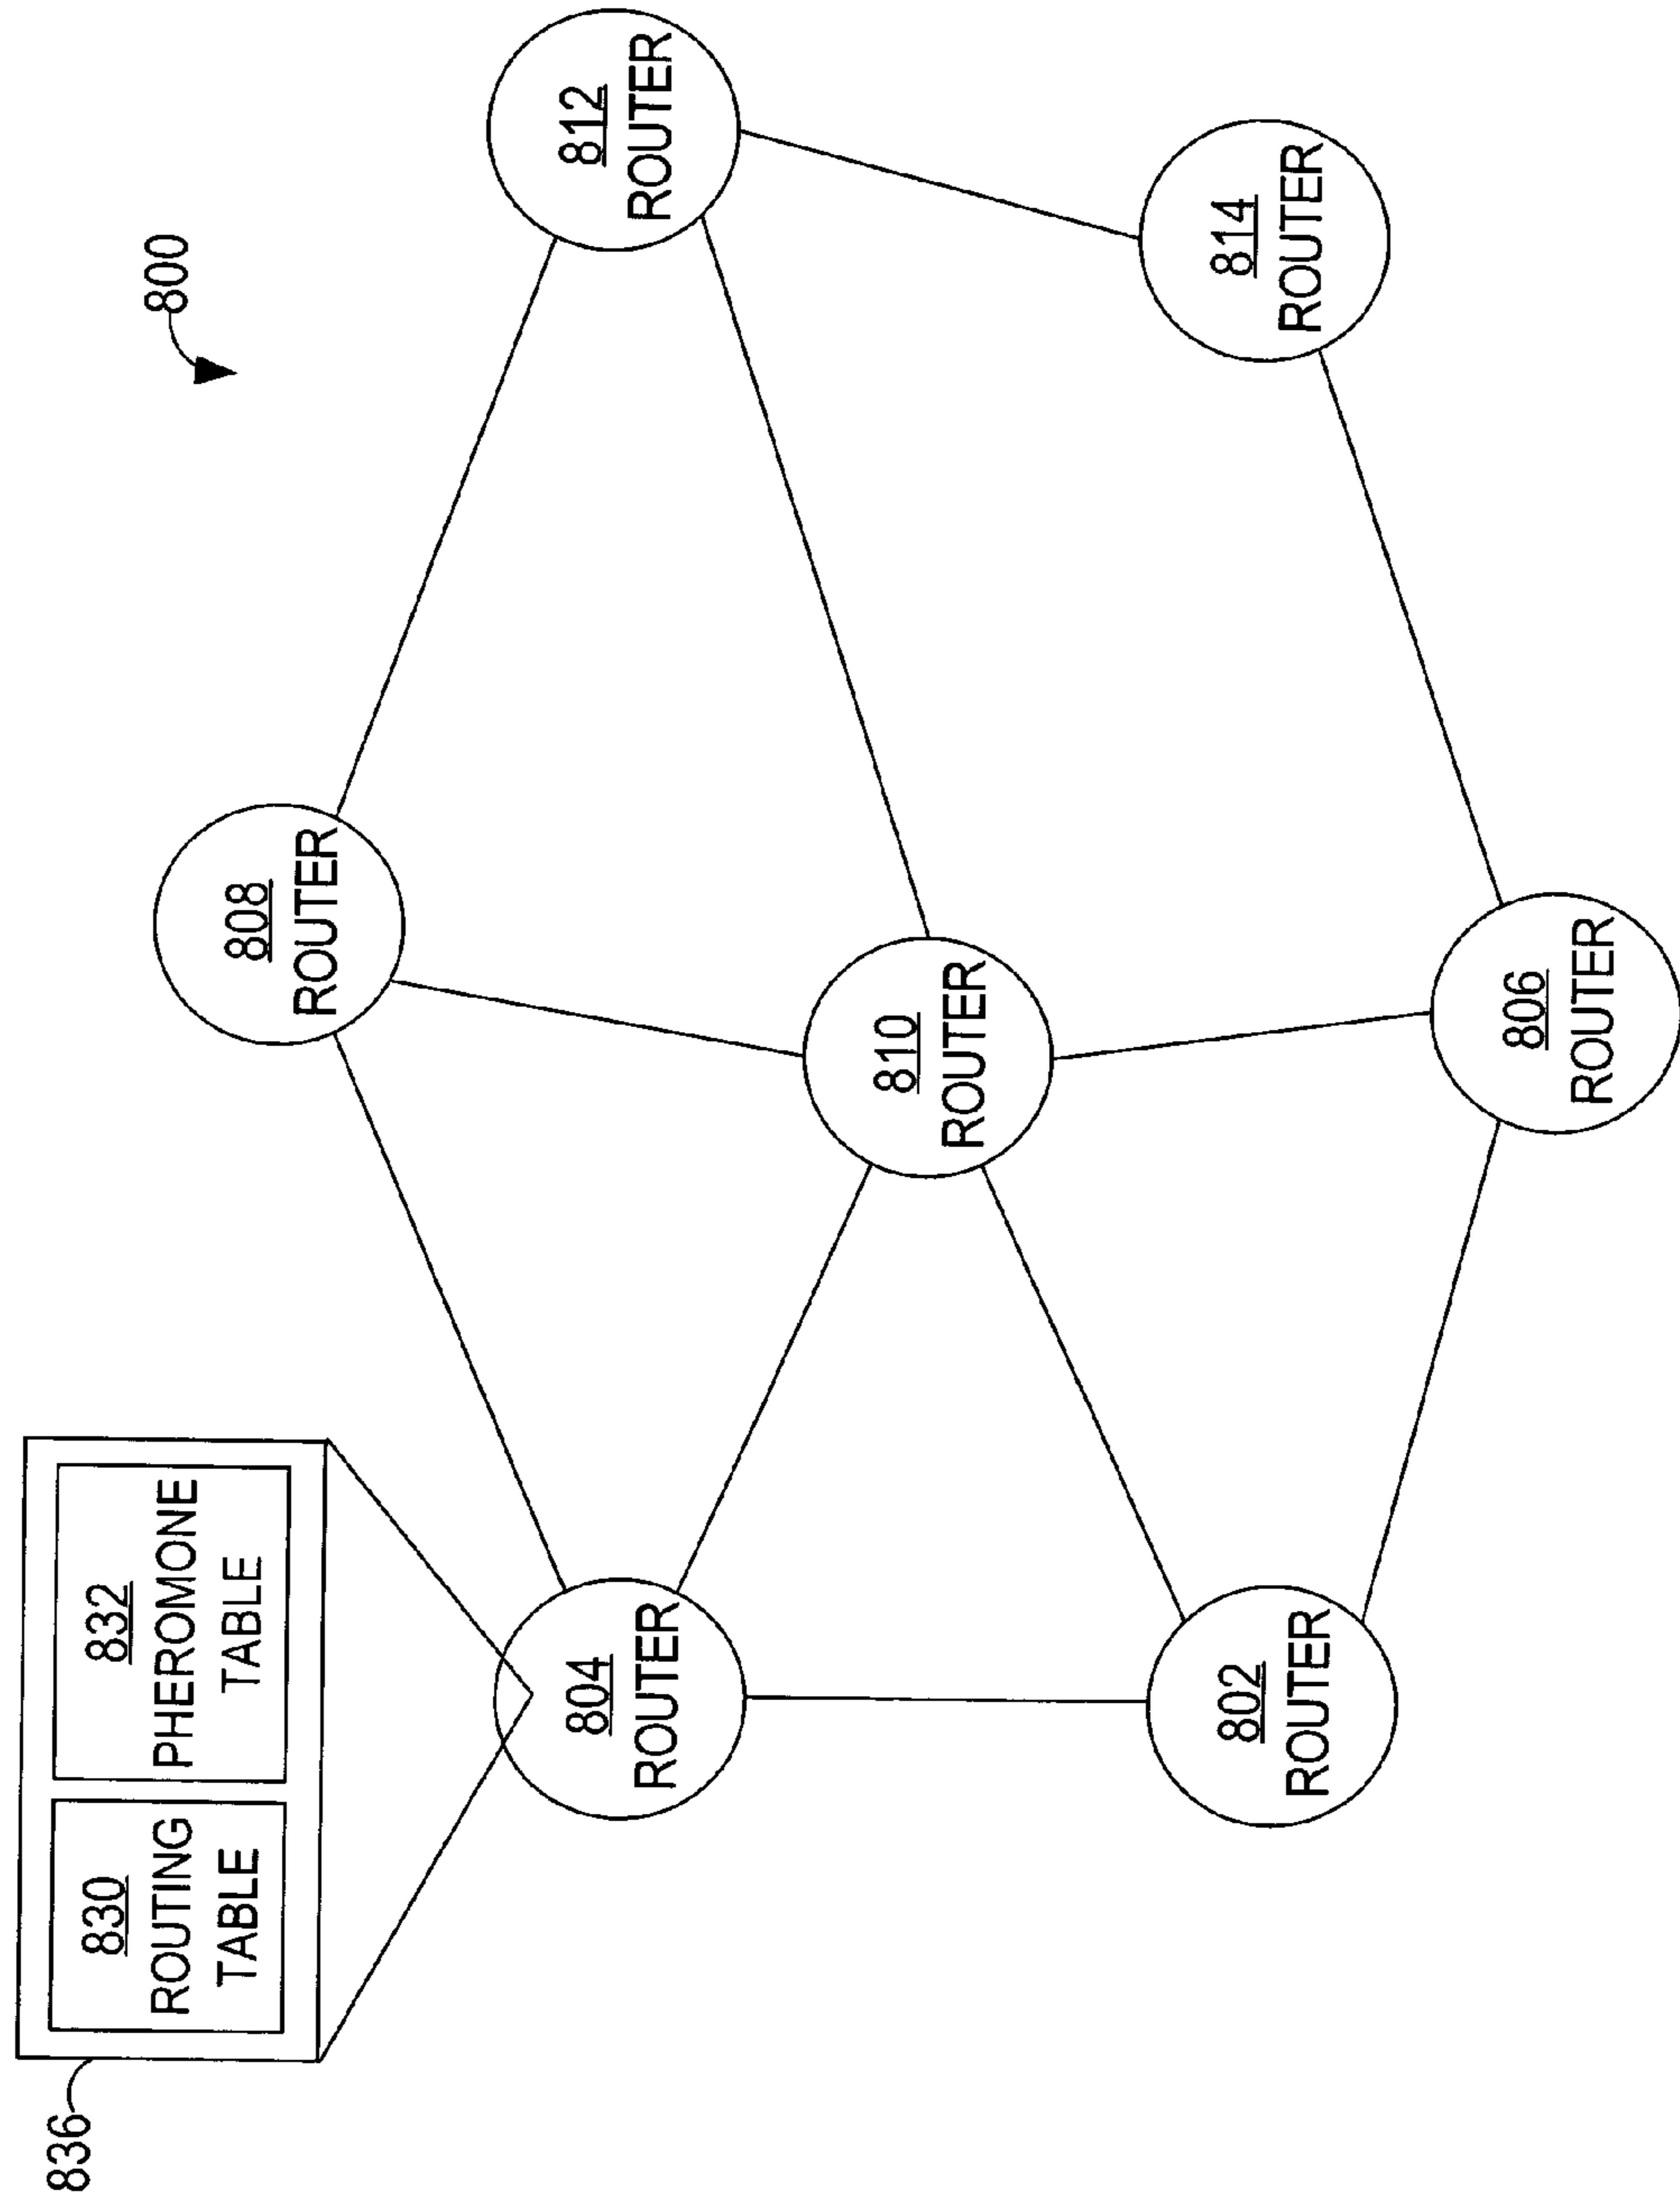 836
830
ROUTING
TABLE
832
PHEROMONE
TABLE
800
804
ROUTER
808
ROUTER
812
ROUTER
810
ROUTER
802
ROUTER
806
ROUTER
814
ROUTER